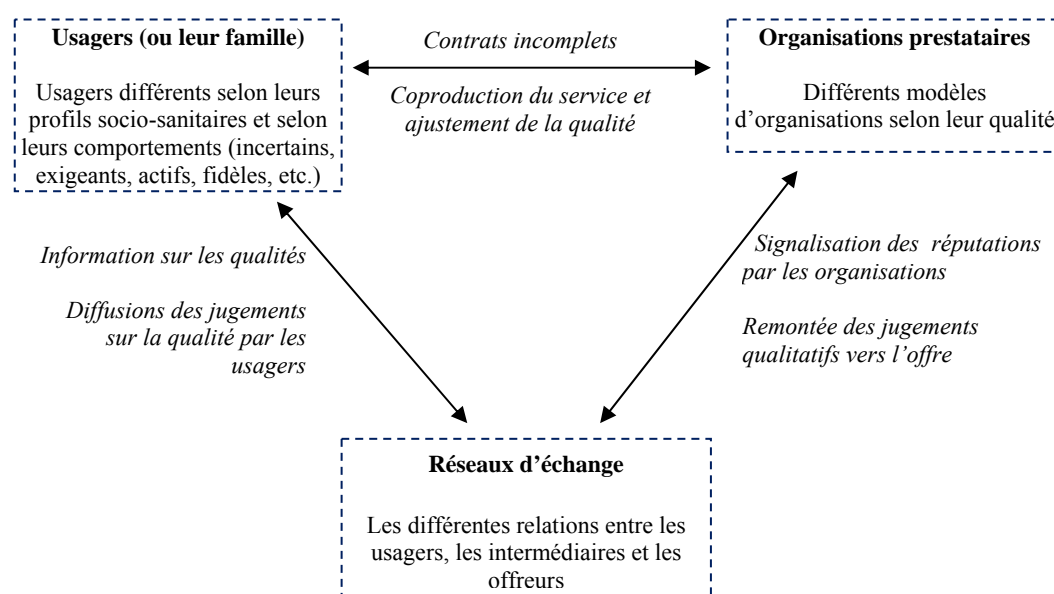 Usagers (ou leur famille)
Usagers différents selon leurs
profils socio-sanitaires et selon
leurs comportements (incertains,
exigeants, actifs, fidèles, etc.)
Contrats incomplets
Coproduction du service et
ajustement de la qualité
Organisations prestataires
Différents modèles
d’organisations selon leur qualité
Information sur les qualités
Diffusions des jugements
sur la qualité par les
usagers
Signalisation des réputations
par les organisations
Remontée des jugements
qualitatifs vers l’offre
Réseaux d’échange
Les différentes relations entre les
usagers, les intermédiaires et les
offreurs